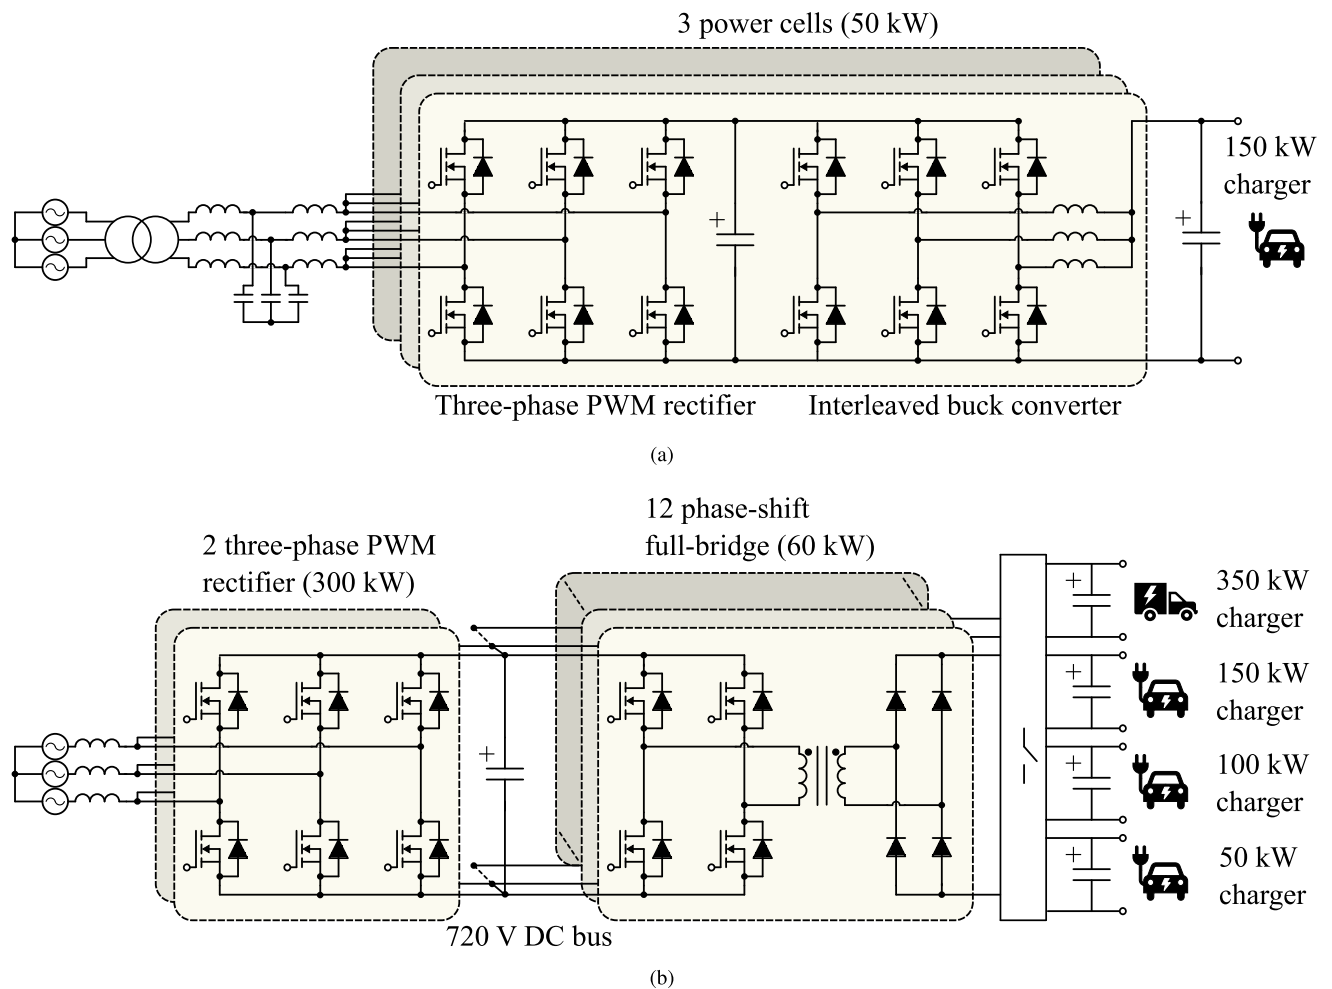 3 power cells (50 kW)
+
+
150 kW
charger
Three-phase PWM rectifier
Interleaved buck converter
(a)
12 phase-shift
full-bridge (60 kW)
2 three-phase PWM
rectifier (300 kW)
+
+
350 kW
charger
+
150 kW
charger
+
100 kW
charger
+
50 kW
charger
720 V DC bus
(b)